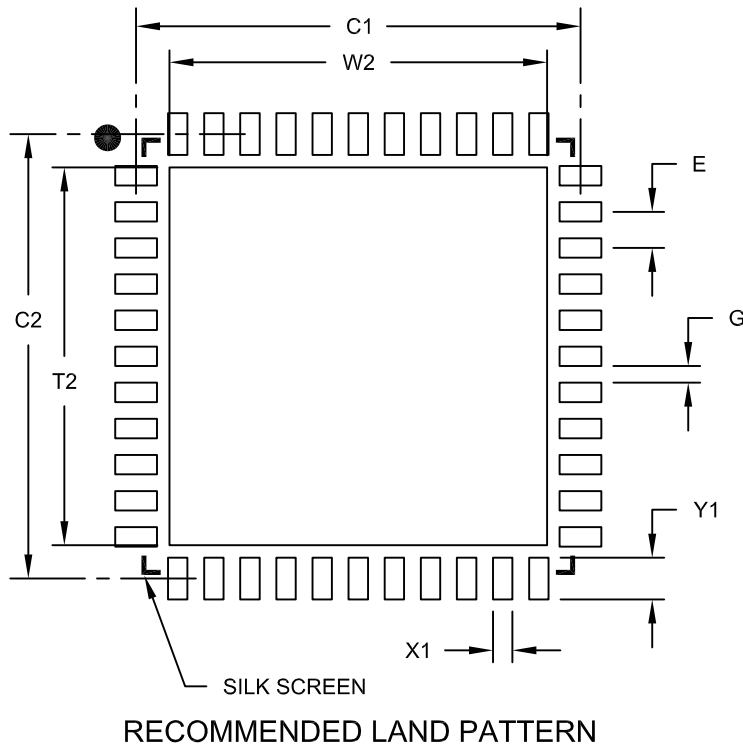 C1
W2
E
C2
G
T2
Y1
X1
SILK SCREEN
RECOMMENDED LAND PATTERN